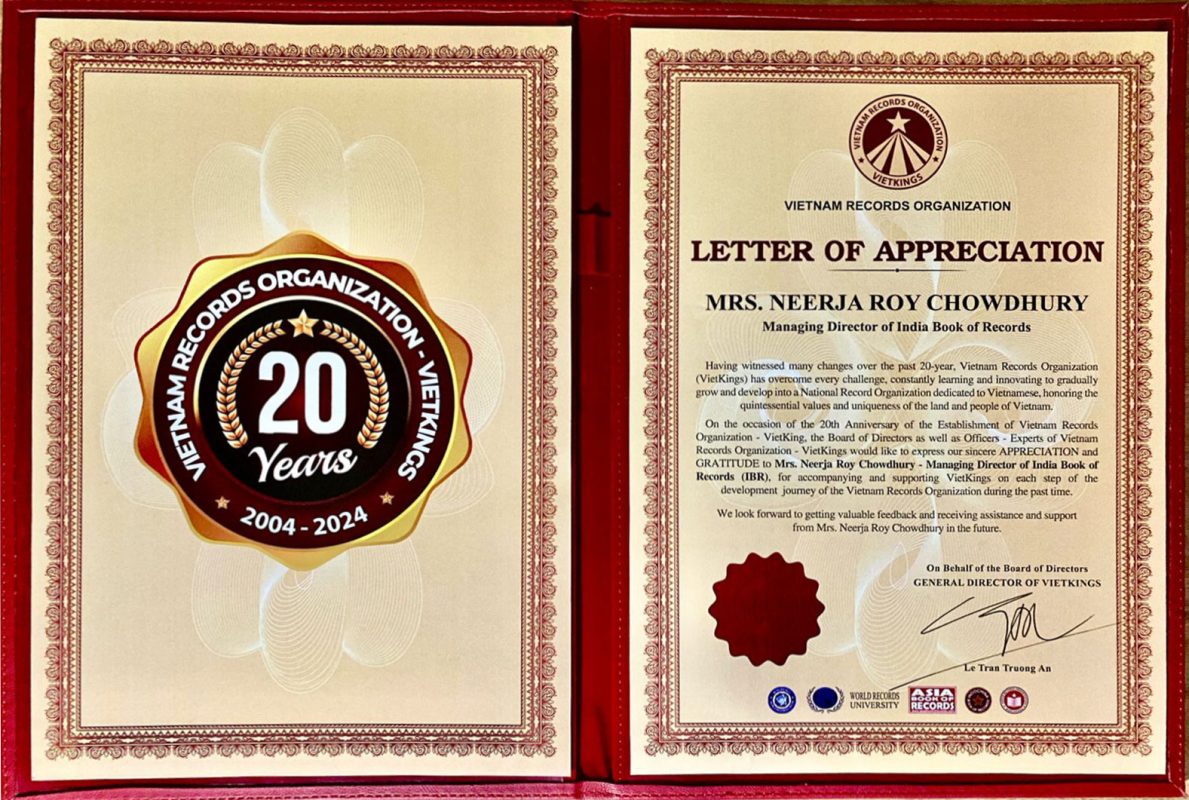 VIETNAM RECORDS ORGANIZATION - VIETKINGS
20
Years
2004 - 2024
VIETNAM RECORDS ORGANIZATION
VIETKINGS
VIETNAM RECORDS ORGANIZATION
LETTER OF APPRECIATION
MRS. NEERJA ROY CHOWDHURY
Managing Director of India Book of Records
Having witnessed many changes over the past 20-year, Vietnam Records Organization
(VietKings) has overcome every challenge, constantly learning and innovating to gradually
grow and develop into a National Record Organization dedicated to Vietnamese, honoring the
quintessential values and uniqueness of the land and people of Vietnam.
On the occasion of the 20th Anniversary of the Establishment of Vietnam Records
Organization - VietKing, the Board of Directors as well as Officers - Experts of Vietnam
Records Organization - VietKings would like to express our sincere APPRECIATION and
GRATITUDE to Mrs. Neerja Roy Chowdhury - Managing Director of India Book of
Records (IBR), for accompanying and supporting VietKings on each step of the
development journey of the Vietnam Records Organization during the past time.
We look forward to getting valuable feedback and receiving assistance and support
from Mrs. Neerja Roy Chowdhury in the future.
On Behalf of the Board of Directors
GENERAL DIRECTOR OF VIETKINGS
Le Tran Truong An
WORLD RECORDS
UNIVERSITY
ASIA
BOOK OF
RECORDS